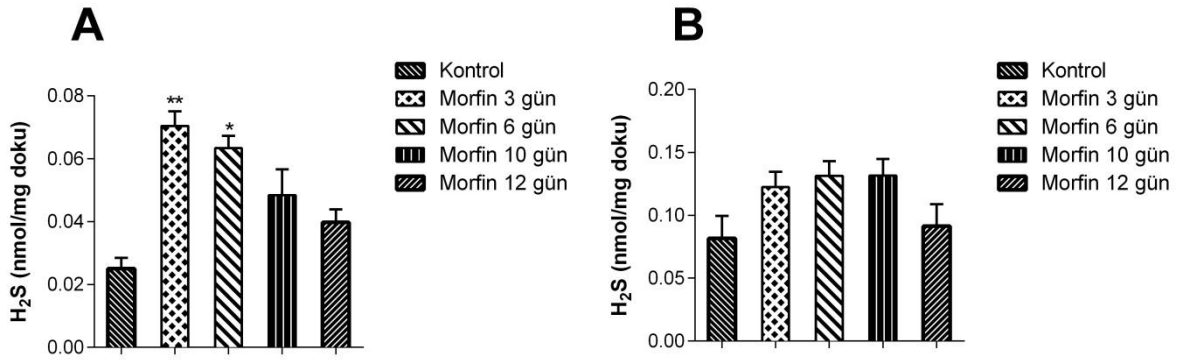 A
Kontrol
Morfin 3 gün
Morfin 6 gün
Morfin 10 gün
Morfin 12 gün
H₂S (nmol/mg doku)
0.08
0.06
0.04
0.02
0.00
**
*
B
Kontrol
Morfin 3 gün
Morfin 6 gün
Morfin 10 gün
Morfin 12 gün
H₂S (nmol/mg doku)
0.20
0.15
0.10
0.05
0.00